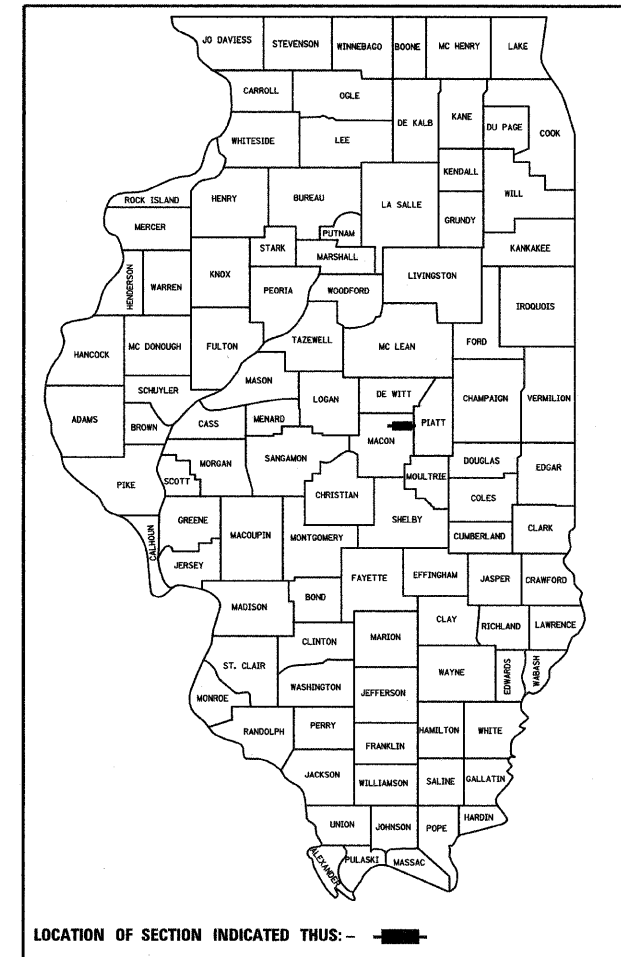 JO DAVIESS
STEVENSON
WINNEBAGO
BOONE
MC HENRY
LAKE
CARROLL
OGLE
DE KALB
KANE
DU PAGE
COOK
WHITESIDE
LEE
KENDALL
WILL
ROCK ISLAND
HENRY
BUREAU
LA SALLE
GRUNDY
MERCER
PUTNAM
KANKAKEE
STARK
MARSHALL
HENDERSON
WARREN
KNOX
PEORIA
WOODFORD
LIVINGSTON
IROQUOIS
HANCOCK
MC DONOUGH
FULTON
TAZEWELL
MC LEAN
FORD
MASON
SCHUYLER
LOGAN
DE WITT
CHAMPAIGN
VERMILION
ADAMS
BROWN
CASS
MENARD
MACON
PIATT
SANGAMON
MORGAN
SCOTT
PIKE
CHRISTIAN
MOULTRIE
DOUGLAS
EDGAR
COLES
GREENE
CALHOUN
MACOUPIN
MONTGOMERY
SHELBY
CUMBERLAND
CLARK
JERSEY
FAYETTE
EFFINGHAM
JASPER
CRAWFORD
MADISON
BOND
CLAY
RICHLAND
LAWRENCE
CLINTON
MARION
ST. CLAIR
WAYNE
EDWARDS
WABASH
WASHINGTON
JEFFERSON
MONROE
RANDOLPH
PERRY
HAMILTON
WHITE
FRANKLIN
JACKSON
WILLIAMSON
SALINE
GALLATIN
UNION
JOHNSON
POPE
HARDIN
ALEXANDER
PULASKI
MASSAC
LOCATION OF SECTION INDICATED THUS: -